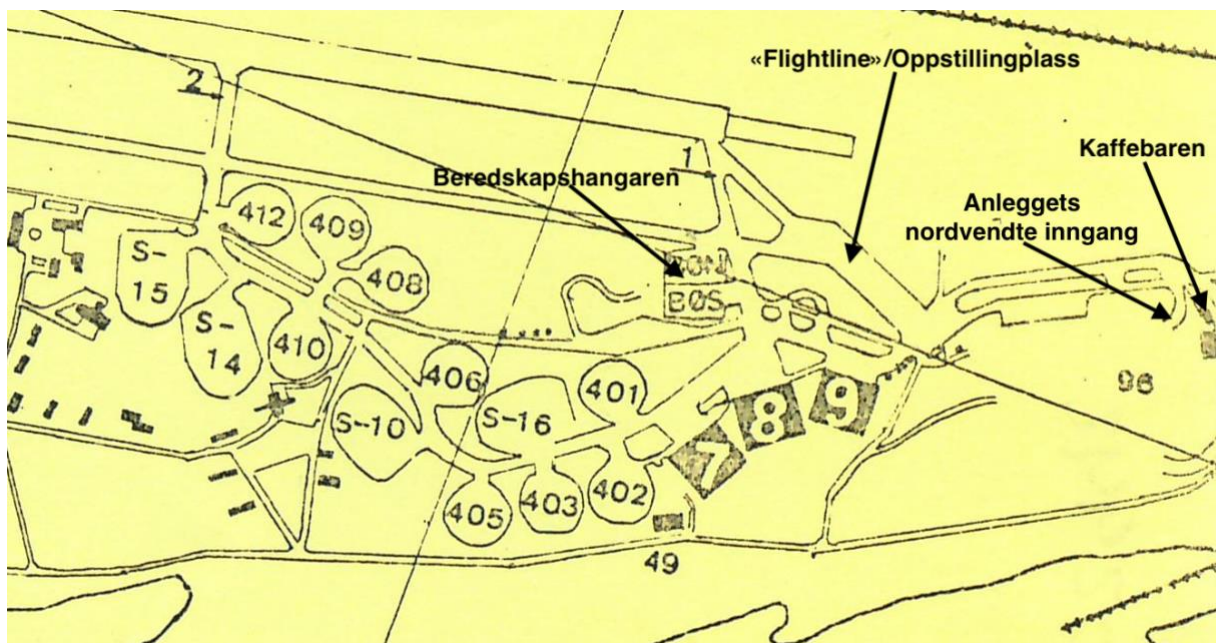 «Flightline»/Oppstillingplass
2
1
Kaffebaren
Beredskapshangaren
Anleggets
nordvendte inngang
412
409
408
BØN
BØS
S-
15
S-
14
410
406
401
96
S-10
S-16
9
8
7
405
403
402
49